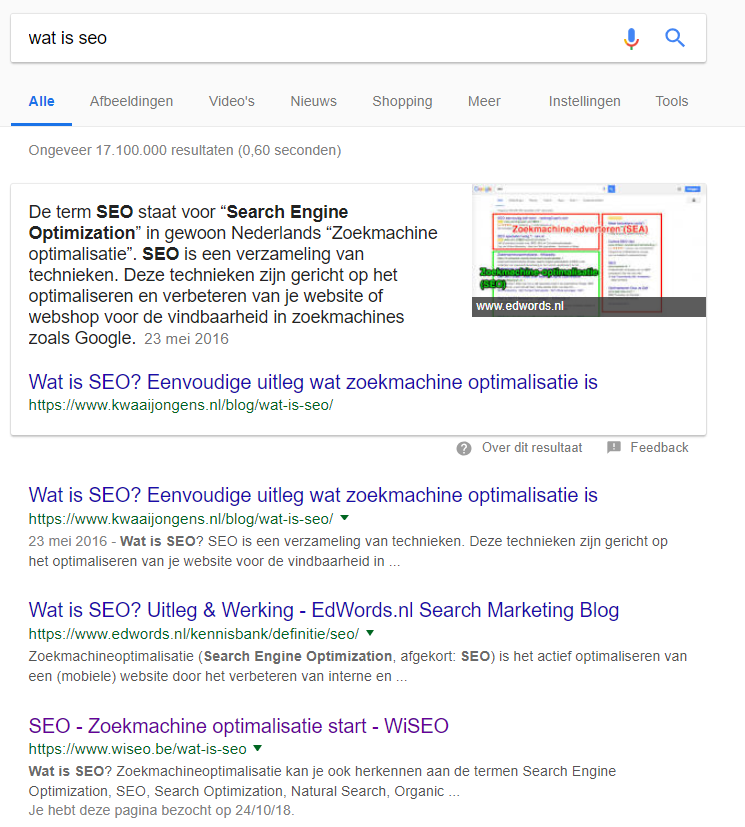 wat is seo
Alle Afbeeldingen Video's Nieuws Shopping Meer Instellingen Tools
Ongeveer 17.100.000 resultaten (0,60 seconden)
De term SEO staat voor “Search Engine
Optimization” in gewoon Nederlands “Zoekmachine
optimalisatie”. SEO is een verzameling van
technieken. Deze technieken zijn gericht op het
optimaliseren en verbeteren van je website of
webshop voor de vindbaarheid in zoekmachines
zoals Google. 23 mei 2016
Google
Zoekmachine-adverteren (SEA)
Zoekmachine-optimalisatie
(SEO)
www.edwords.nl
Wat is SEO? Eenvoudige uitleg wat zoekmachine optimalisatie is
https://www.kwaaijongens.nl/blog/wat-is-seo/
Over dit resultaat Feedback
Wat is SEO? Eenvoudige uitleg wat zoekmachine optimalisatie is
https://www.kwaaijongens.nl/blog/wat-is-seo/
23 mei 2016 - Wat is SEO? SEO is een verzameling van technieken. Deze technieken zijn gericht op
het optimaliseren van je website voor de vindbaarheid in ...
Wat is SEO? Uitleg & Werking - EdWords.nl Search Marketing Blog
https://www.edwords.nl/kennisbank/definitie/seo/
Zoekmachineoptimalisatie (Search Engine Optimization, afgekort: SEO) is het actief optimaliseren van
een (mobiele) website door het verbeteren van interne en ...
SEO - Zoekmachine optimalisatie start - WiSEO
https://www.wiseo.be/wat-is-seo
Wat is SEO? Zoekmachineoptimalisatie kan je ook herkennen aan de termen Search Engine
Optimization, SEO, Search Optimization, Natural Search, Organic ...
Je hebt deze pagina bezocht op 24/10/18.